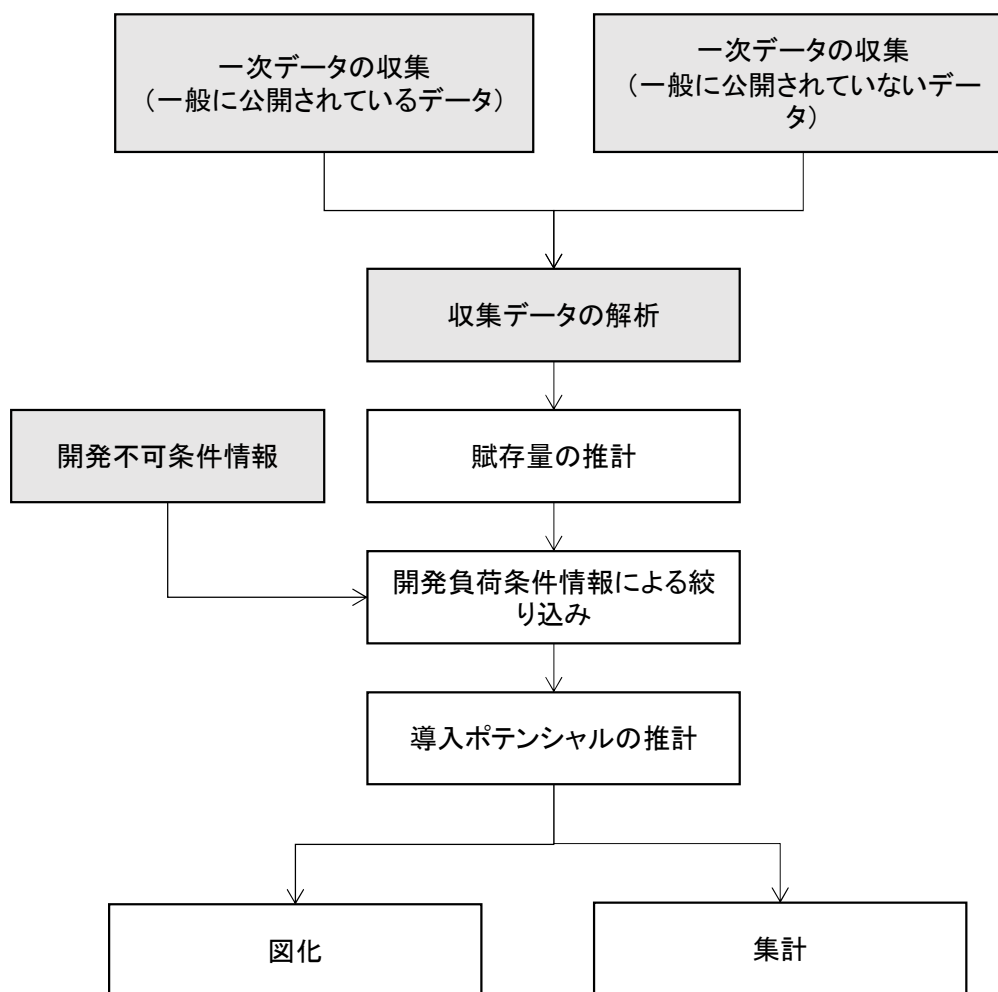 一次データの収集
（一般に公開されているデータ）
一次データの収集
（一般に公開されていないデー
タ）
収集データの解析
開発不可条件情報
賦存量の推計
開発負荷条件情報による絞
り込み
導入ポテンシャルの推計
図化
集計